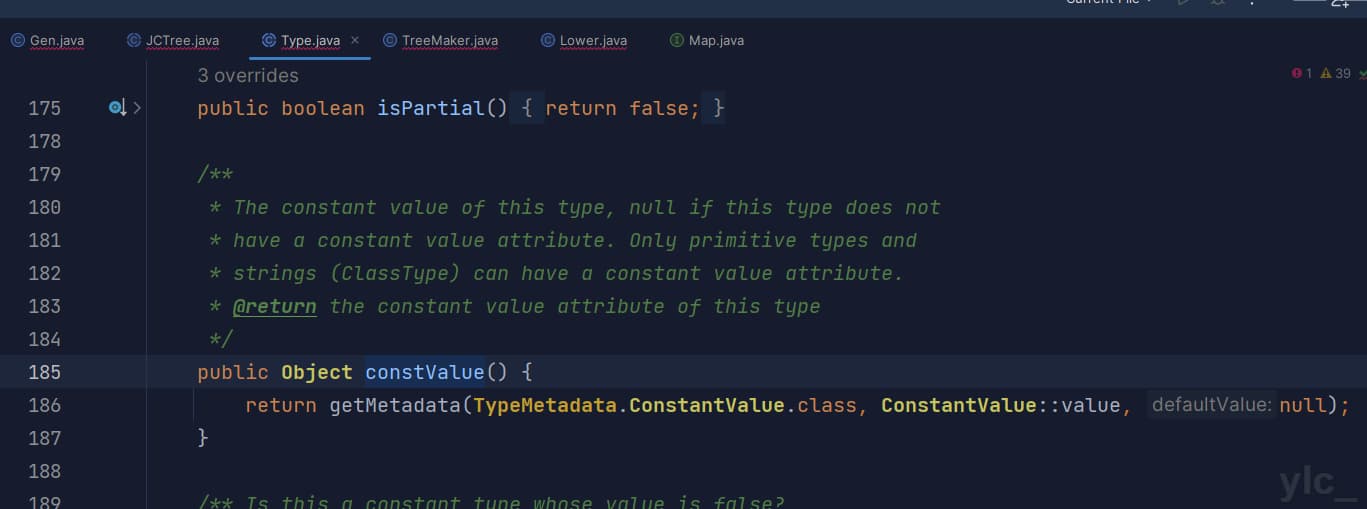 Current File
Gen.java JCTree.java Type.java × TreeMaker.java Lower.java Map.java
3 overrides
1 39
175 public boolean isPartial() { return false; }
178
179 /**
180 * The constant value of this type, null if this type does not
181 * have a constant value attribute. Only primitive types and
182 * strings (ClassType) can have a constant value attribute.
183 * @return the constant value attribute of this type
184 */
185 public Object constValue() {
186 return getMetadata(TypeMetadata.ConstantValue.class, ConstantValue::value, defaultValue: null);
187 }
188
189 /** Is this a constant type whose value is false?
ylc_